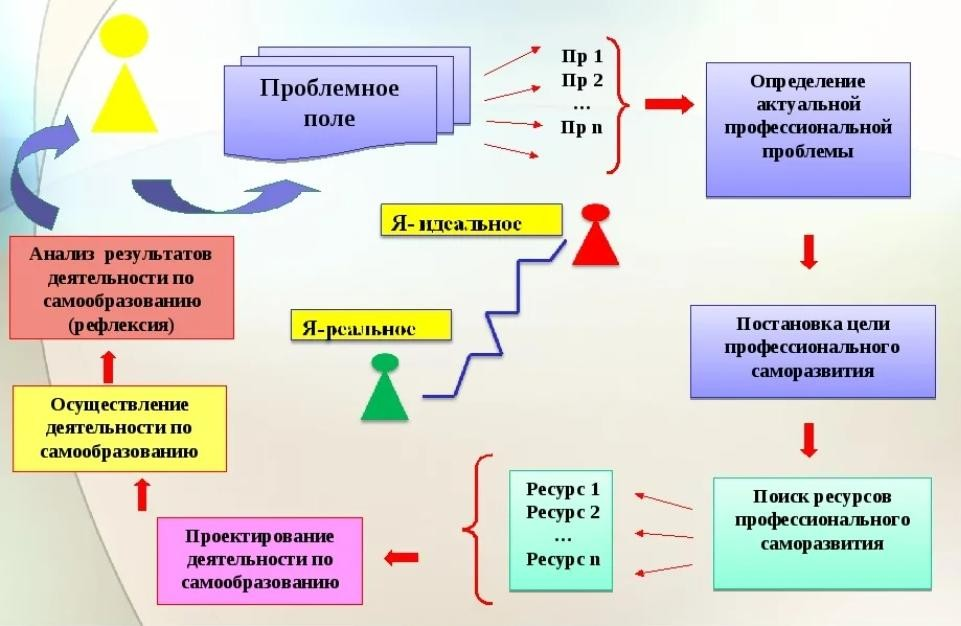 Проблемное
поле
Пр 1
Пр 2
...
Пр n
Определение
актуальной
профессиональной
проблемы
Я- идеальное
Анализ результатов
деятельности по
самообразованию
(рефлексия)
Я-реальное
Постановка цели
профессионального
саморазвития
Осуществление
деятельности по
самообразованию
Ресурс 1
Ресурс 2
...
Ресурс n
Поиск ресурсов
профессионального
саморазвития
Проектирование
деятельности по
самообразованию